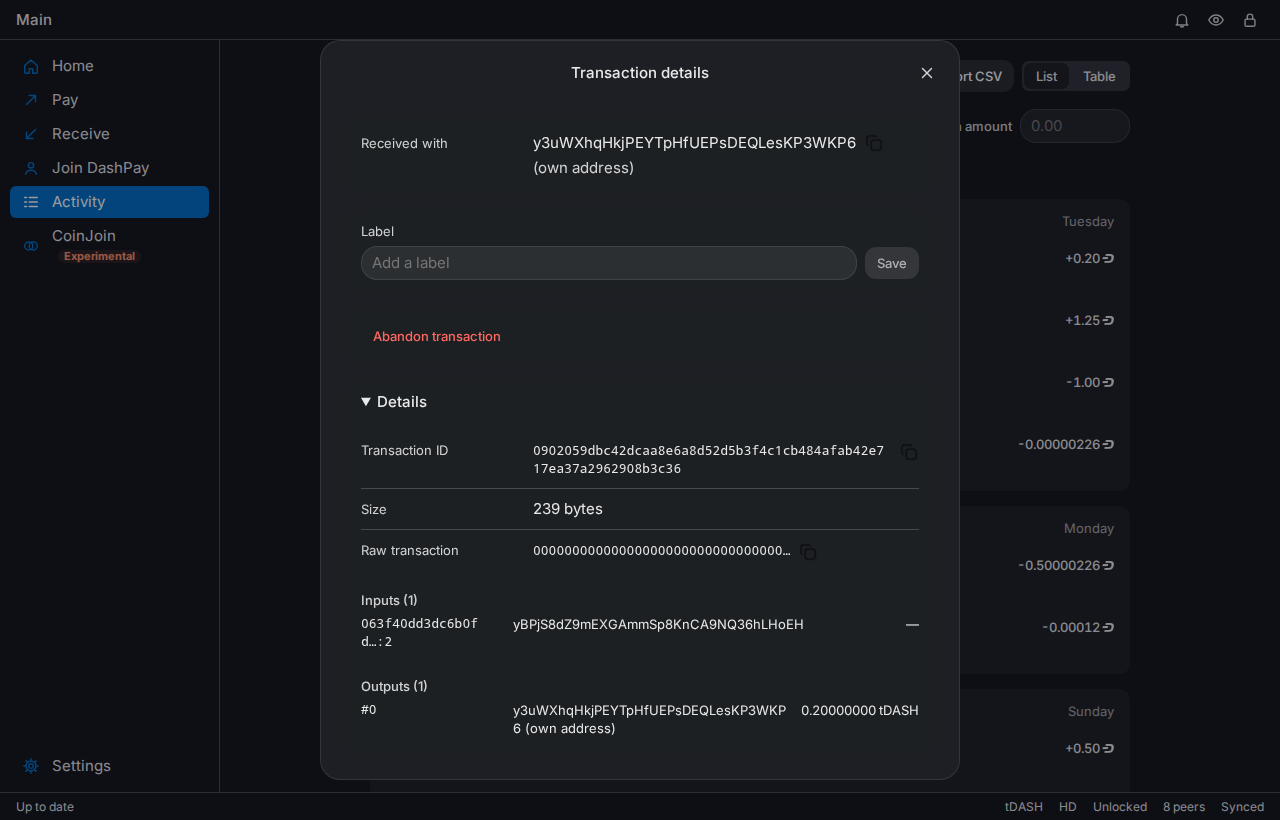 Main
Home
Pay
Receive
Join DashPay
Activity
CoinJoin
Experimental
Settings
Transaction details
Received with
y3uWXhqHkjPEYTpHfUEPsDEQLesKP3WKP6
(own address)
Label
Add a label
Save
Abandon transaction
▼ Details
Transaction ID
0902059dbc42dcaa8e6a8d52d5b3f4c1cb484afab42e7
17ea37a2962908b3c36
Size
239 bytes
Raw transaction
00000000000000000000000000000000…
Inputs (1)
063f40dd3dc6b0f
d…:2
yBPjS8dZ9mEXGAmmSp8KnCA9NQ36hLHoEH
—
Outputs (1)
#0
y3uWXhqHkjPEYTpHfUEPsDEQLesKP3WKP
6 (own address)
0.20000000 tDASH
CSV
List
Table
amount
0.00
Tuesday
+0.20
+1.25
-1.00
-0.00000226
Monday
-0.50000226
-0.00012
Sunday
+0.50
Up to date
tDASH
HD
Unlocked
8 peers
Synced